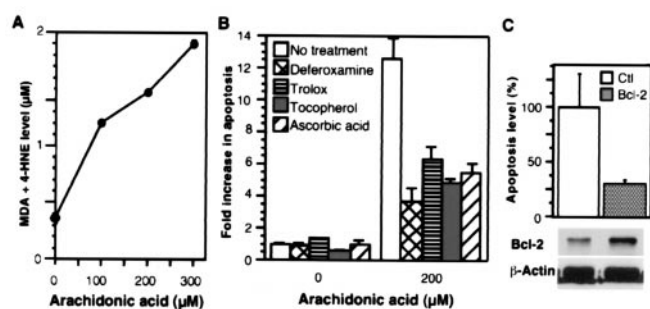 A
MDA + 4-HNE level (μM)
2
1
0
0 100 200 300
Arachidonic acid (μM)
B
Fold increase in apoptosis
14
12
10
8
6
4
2
0
No treatment
Deferoxamine
Trolox
Tocopherol
Ascorbic acid
0 200
Arachidonic acid (μM)
C
Apoptosis level (%)
100
50
0
Ctl
Bcl-2
Bcl-2
β-Actin